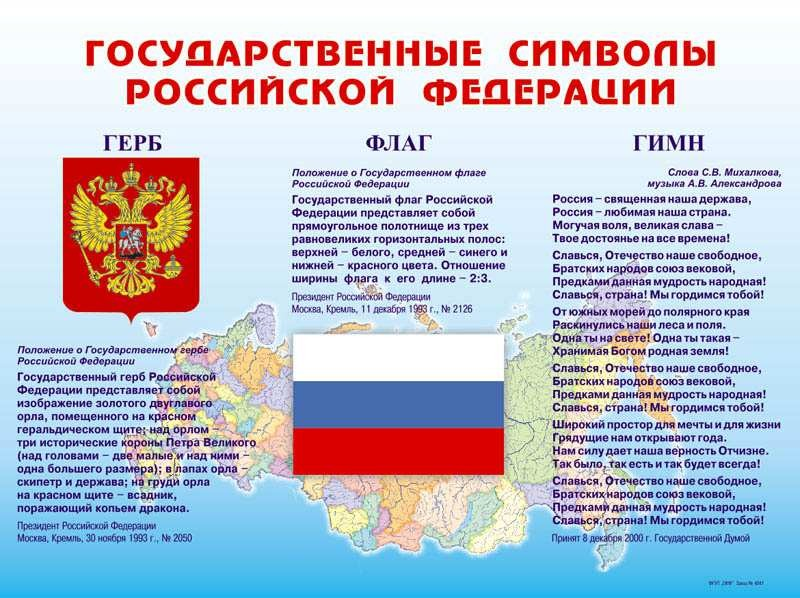 ГОСУДАРСТВЕННЫЕ СИМВОЛЫ
РОССИЙСКОЙ ФЕДЕРАЦИИ
ГЕРБ
Положение о Государственном гербе
Российской Федерации
Государственный герб Российской
Федерации представляет собой
изображение золотого двуглавого
орла, помещенного на красном
геральдическом щите; над орлом –
три исторические короны Петра Великого
(над головами – две малые и над ними –
одна большего размера); в лапах орла –
скипетр и держава; на груди орла
на красном щите – всадник,
поражающий копьем дракона.
Президент Российской Федерации
Москва, Кремль, 30 ноября 1993 г., № 2050
ФЛАГ
Положение о Государственном флаге
Российской Федерации
Государственный флаг Российской
Федерации представляет собой
прямоугольное полотнище из трех
равновеликих горизонтальных полос:
верхней – белого, средней – синего и
нижней – красного цвета. Отношение
ширины флага к его длине – 2:3.
Президент Российской Федерации
Москва, Кремль, 11 декабря 1993 г., № 2126
ГИМН
Слова С.В. Михалкова,
музыка А.В. Александрова
Россия – священная наша держава,
Россия – любимая наша страна.
Могучая воля, великая слава –
Твое достоянье на все времена!
Славься, Отечество наше свободное,
Братских народов союз вековой,
Предками данная мудрость народная!
Славься, страна! Мы гордимся тобой!
От южных морей до полярного края
Раскинулись наши леса и поля.
Одна ты на свете! Одна ты такая –
Хранимая Богом родная земля!
Славься, Отечество наше свободное,
Братских народов союз вековой,
Предками данная мудрость народная!
Славься, страна! Мы гордимся тобой!
Широкий простор для мечты и для жизни
Грядущие нам открывают года.
Нам силу дает наша верность Отчизне.
Так было, так есть и так будет всегда!
Славься, Отечество наше свободное,
Братских народов союз вековой,
Предками данная мудрость народная!
Славься, страна! Мы гордимся тобой!
Принят 8 декабря 2000 г. Государственной Думой